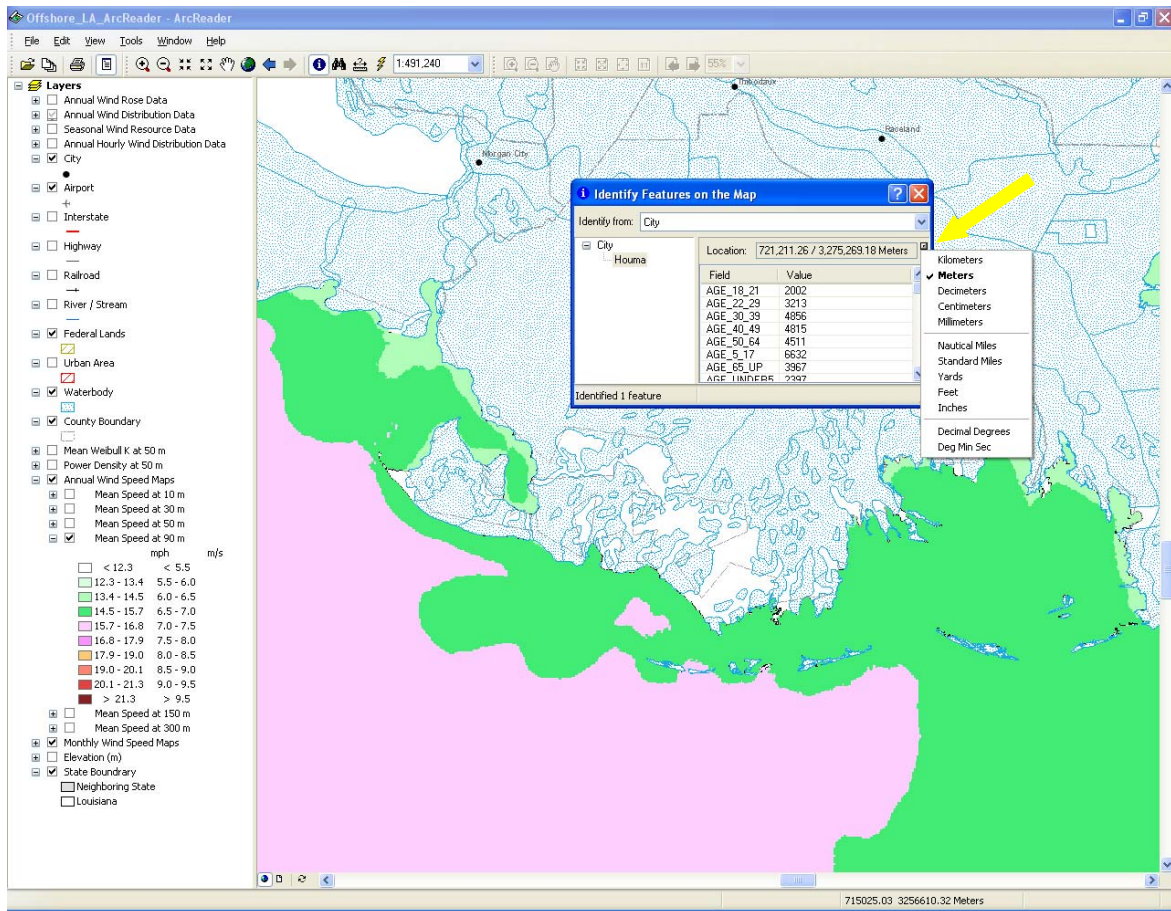 Offshore_LA_ArcReader - ArcReader
File Edit View Tools Window Help
1:491,240
55%
Layers
Annual Wind Rose Data
Annual Wind Distribution Data
Seasonal Wind Resource Data
Annual Hourly Wind Distribution Data
City
Airport
Interstate
Highway
Railroad
River / Stream
Federal Lands
Urban Area
Waterbody
County Boundary
Mean Weibull K at 50 m
Power Density at 50 m
Annual Wind Speed Maps
Mean Speed at 10 m
Mean Speed at 30 m
Mean Speed at 50 m
Mean Speed at 90 m
mph m/s
< 12.3 < 5.5
12.3 - 13.4 5.5 - 6.0
13.4 - 14.5 6.0 - 6.5
14.5 - 15.7 6.5 - 7.0
15.7 - 16.8 7.0 - 7.5
16.8 - 17.9 7.5 - 8.0
17.9 - 19.0 8.0 - 8.5
19.0 - 20.1 8.5 - 9.0
20.1 - 21.3 9.0 - 9.5
> 21.3 > 9.5
Mean Speed at 150 m
Mean Speed at 300 m
Monthly Wind Speed Maps
Elevation (m)
State Boundrary
Neighboring State
Louisiana
Thibodaux
Raceland
Morgan City
Identify Features on the Map
Identify from: City
City
Houma
Location: 721,211.26 / 3,275,269.18 Meters
Field Value
AGE_18_21 2002
AGE_22_29 3213
AGE_30_39 4856
AGE_40_49 4815
AGE_50_64 4511
AGE_5_17 6632
AGE_65_UP 3967
AGE_UNDER5 2397
Identified 1 feature
Kilometers
Meters
Decimeters
Centimeters
Millimeters
Nautical Miles
Standard Miles
Yards
Feet
Inches
Decimal Degrees
Deg Min Sec
715025.03 3256610.32 Meters